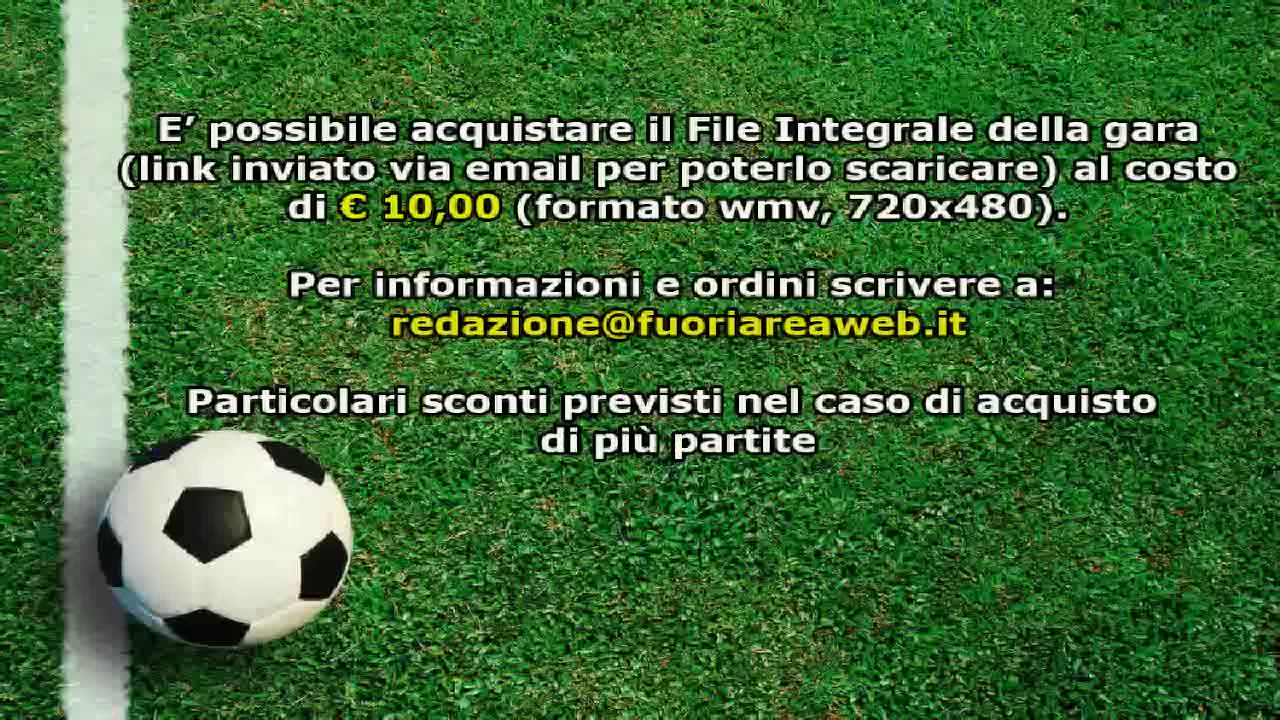 E’ possibile acquistare il File Integrale della gara
(link inviato via email per poterlo scaricare) al costo
di € 10,00 (formato wmv, 720x480).
Per informazioni e ordini scrivere a:
redazione@fuoriareaweb.it
Particolari sconti previsti nel caso di acquisto
di più partite